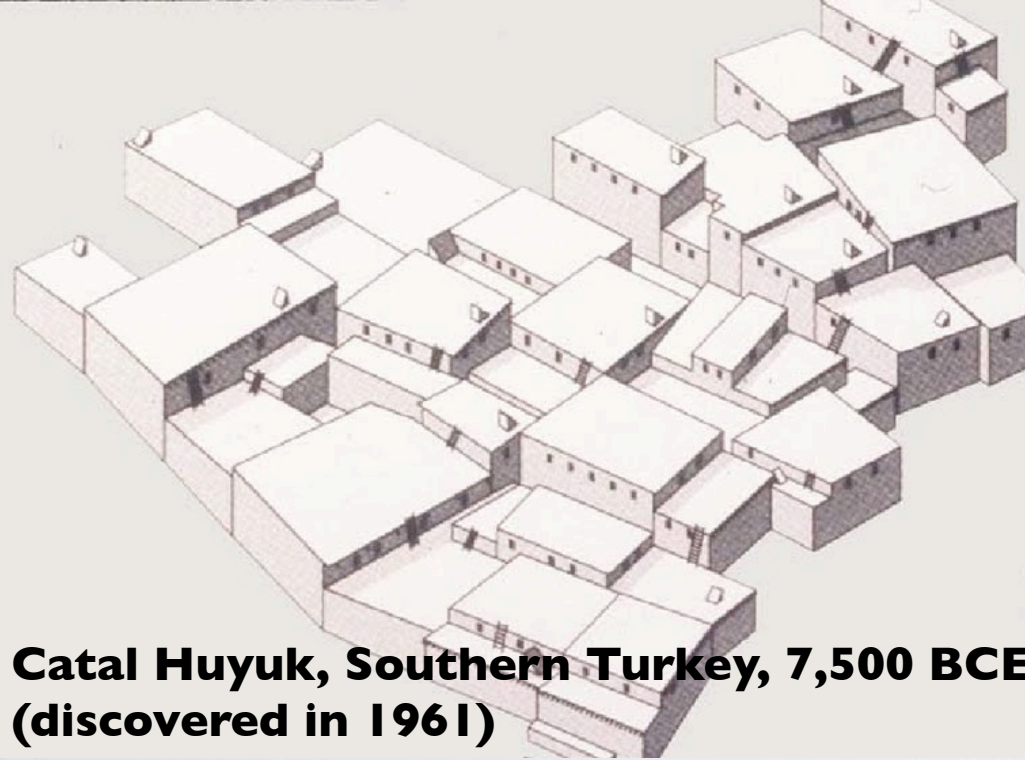 Catal Huyuk, Southern Turkey, 7,500 BCE
(discovered in 1961)